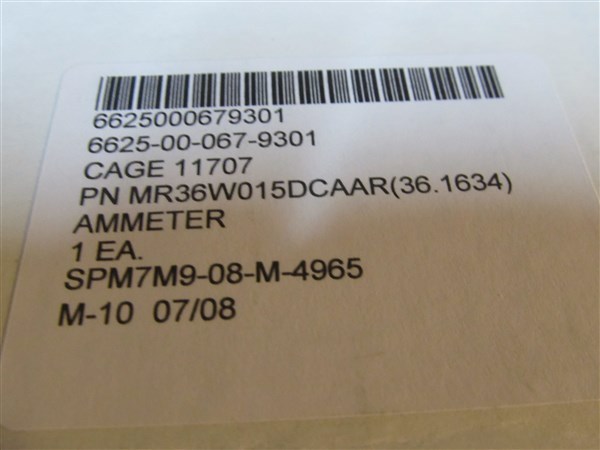 6625000679301
6625-00-067-9301
CAGE 11707
PN MR36W015DCAAR(36.1634)
AMMETER
1 EA.
SPM7M9-08-M-4965
M-10 07/08